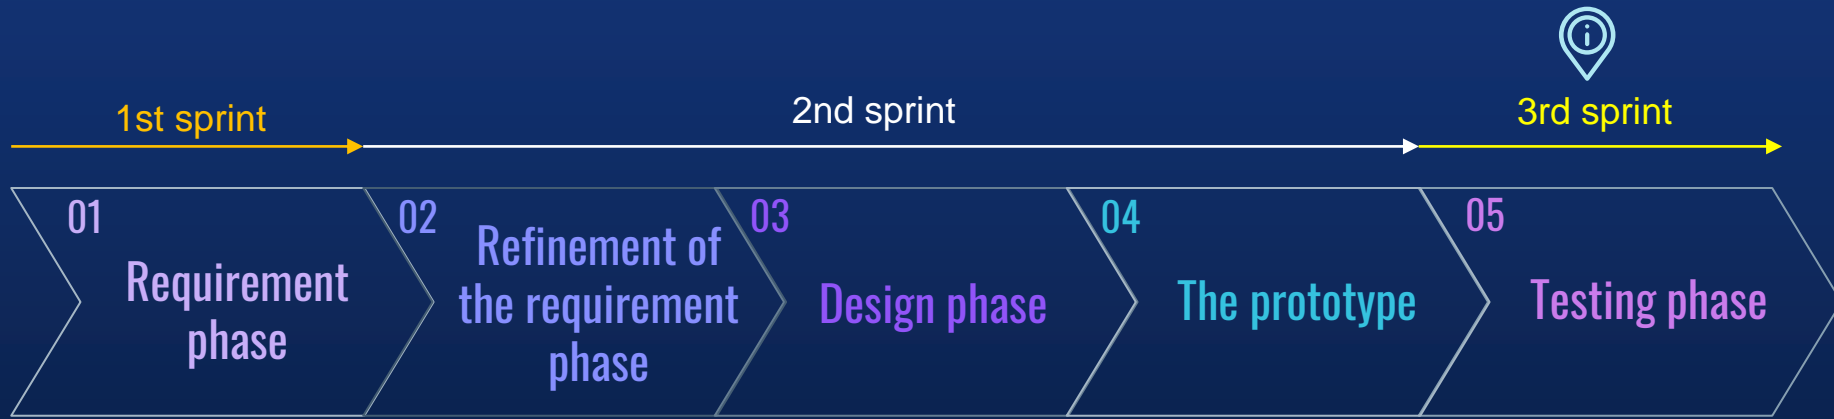 1st sprint
2nd sprint
3rd sprint
01
Requirement
phase
02
Refinement of
the requirement
phase
03
Design phase
04
The prototype
05
Testing phase